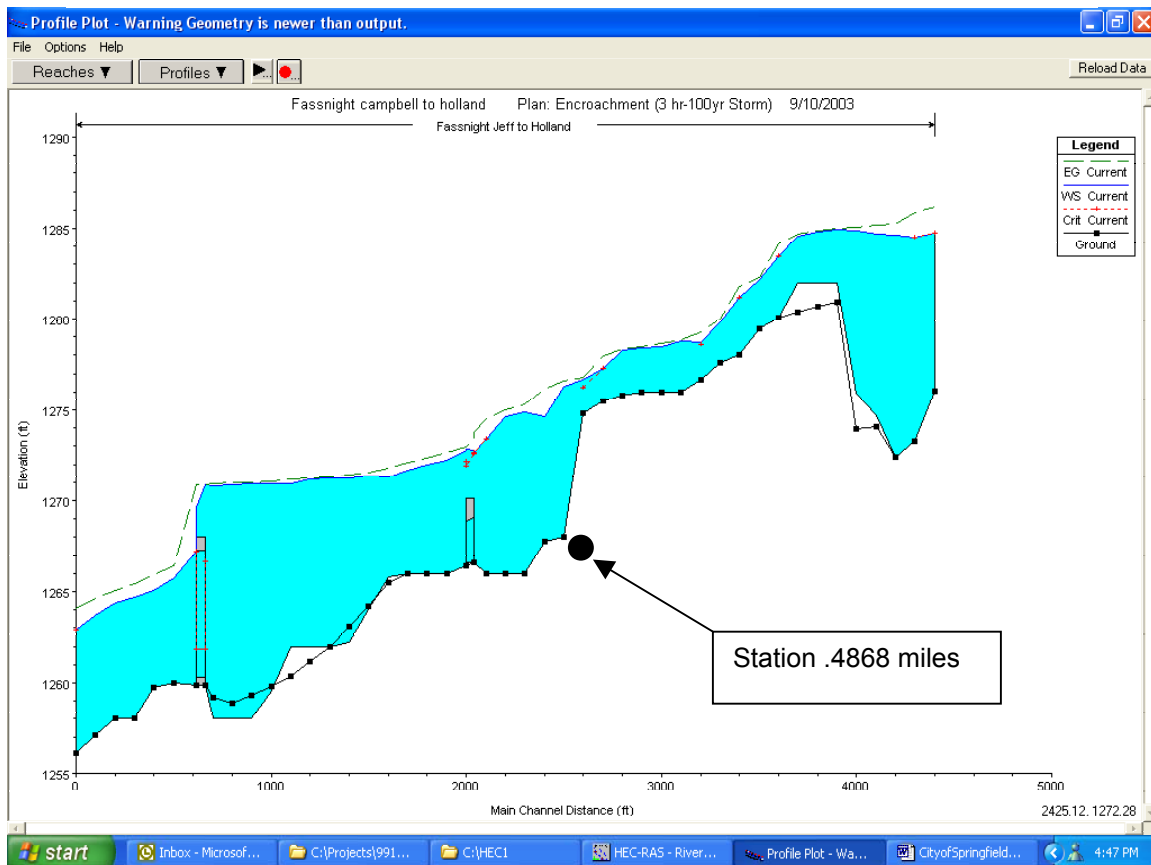 Profile Plot - Warning Geometry is newer than output.
File Options Help
Reaches ▼ Profiles ▼ Reload Data
Fassnight campbell to holland Plan: Encroachment (3 hr-100yr Storm) 9/10/2003
Fassnight Jeff to Holland
Legend
EG Current
WS Current
Crit Current
Ground
1290
1285
1280
1275
1270
1265
1260
1255
Elevation (ft)
Station .4868 miles
0 1000 2000 3000 4000 5000
Main Channel Distance (ft)
2425.12, 1272.28
start Inbox - Microsof... C:\Projects\991... C:\HEC1 HEC-RAS - River... Profile Plot - Wa... CityofSpringfield... 4:47 PM